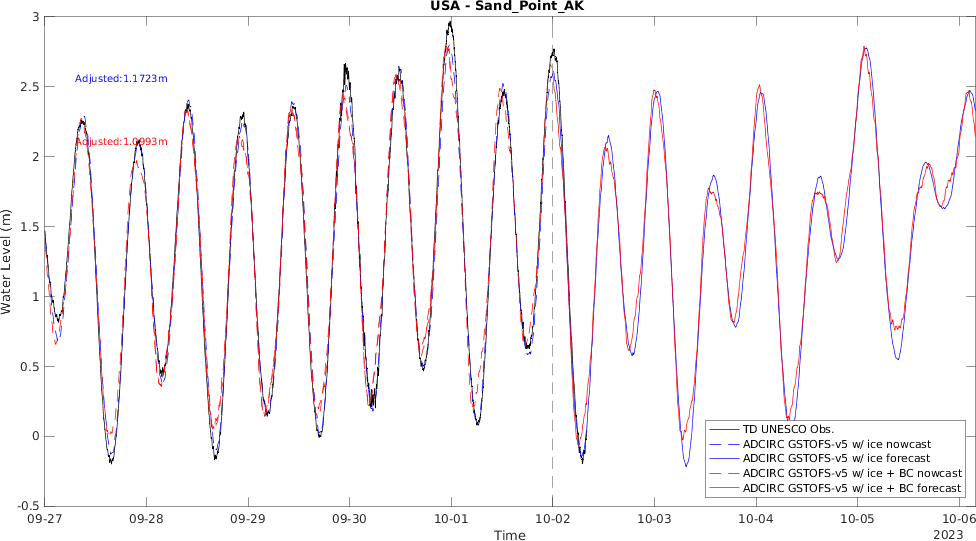 USA - Sand_Point_AK
3
2.5
2
1.5
1
0.5
0
-0.5
Water Level (m)
Adjusted:1.1723m
Adjusted:1.0993m
TD UNESCO Obs.
ADCIRC GSTOFS-v5 w/ ice nowcast
ADCIRC GSTOFS-v5 w/ ice forecast
ADCIRC GSTOFS-v5 w/ ice + BC nowcast
ADCIRC GSTOFS-v5 w/ ice + BC forecast
09-27 09-28 09-29 09-30 10-01 10-02 10-03 10-04 10-05 10-06
Time
2023